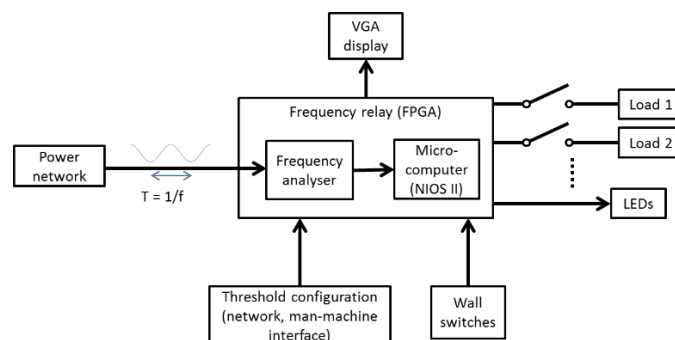 VGA
display
Frequency relay (FPGA)
Load 1
Load 2
Power
network
Frequency
analyser
Micro-
computer
(NIOS II)
T = 1/f
LEDs
Threshold configuration
(network, man-machine
interface)
Wall
switches